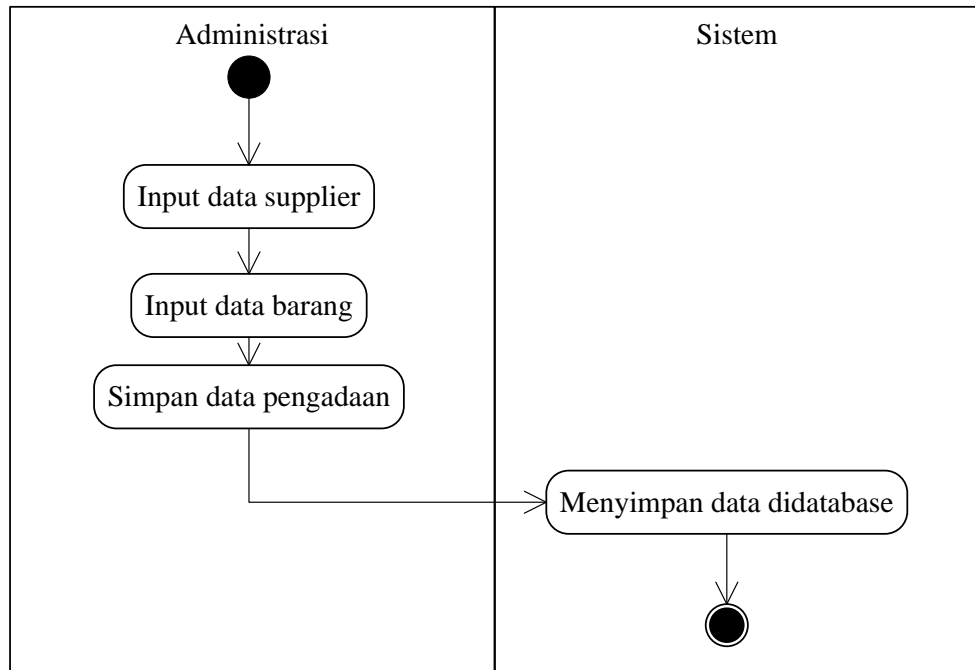 Administrasi
Sistem
Input data supplier
Input data barang
Simpan data pengadaan
Menyimpan data didatabase